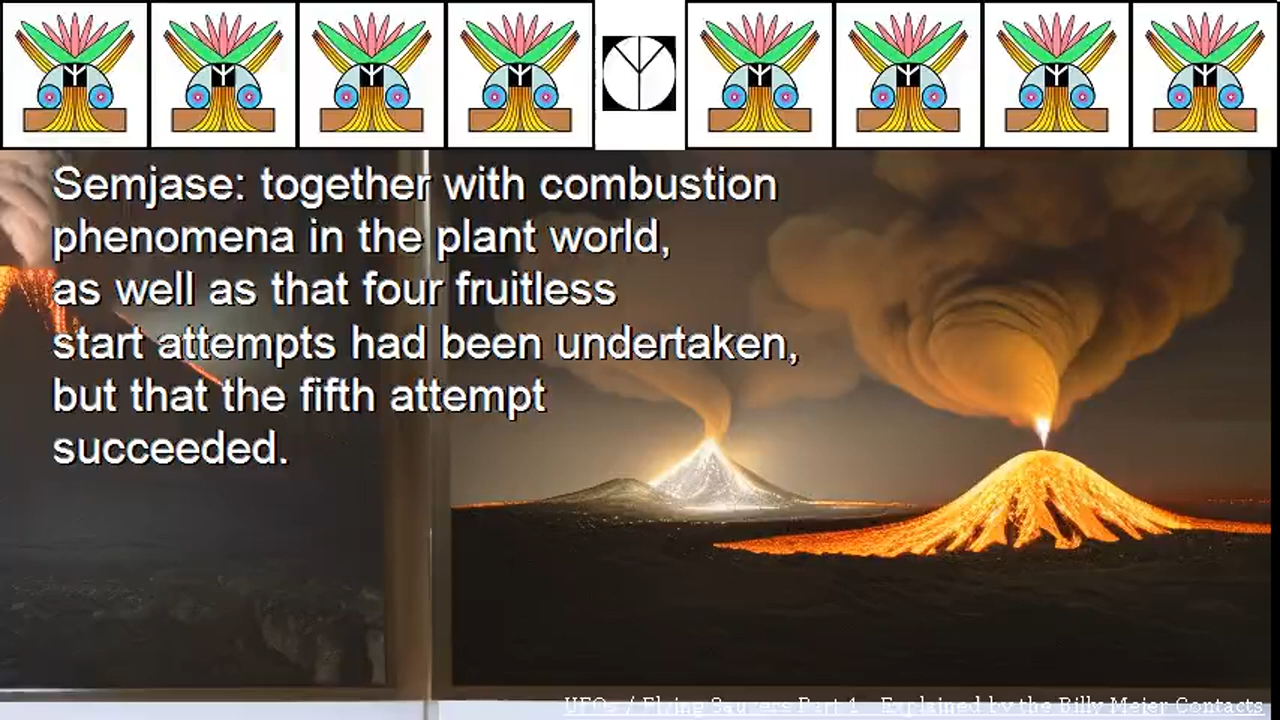 Semjase: together with combustion
phenomena in the plant world,
as well as that four fruitless
start attempts had been undertaken,
but that the fifth attempt
succeeded.
UFOs / Flying Saucers Part 1 Explained by the Billy Meier Contacts